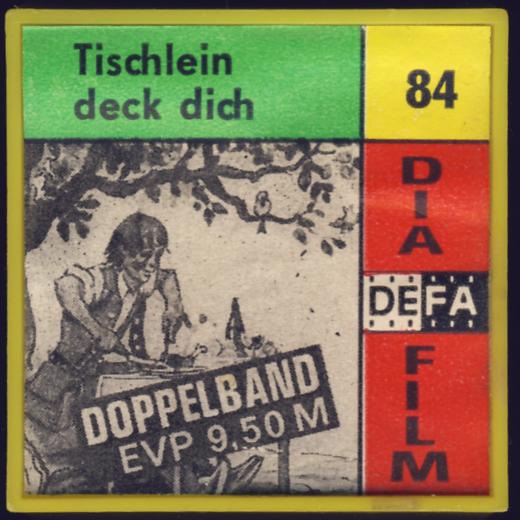 Tischlein
deck dich
84
DIA
DEFA
FILM
DOPPELBAND
EVP 9,50 M